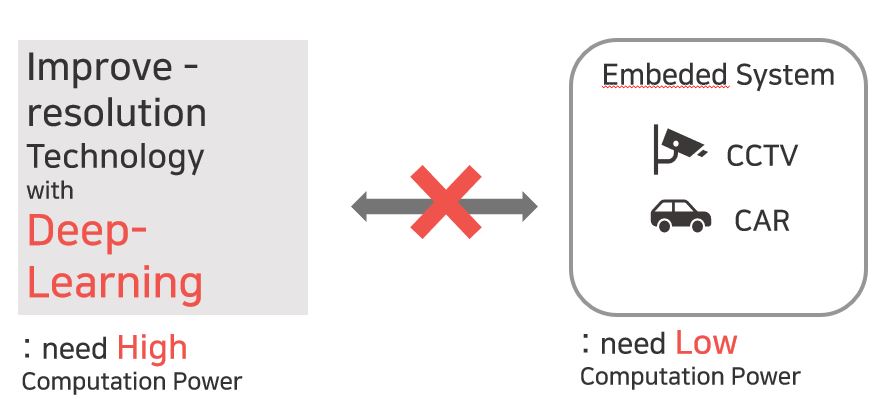 Improve -
resolution
Technology
with
Deep-
Learning
: need High
Computation Power
Embeded System
CCTV
CAR
: need Low
Computation Power